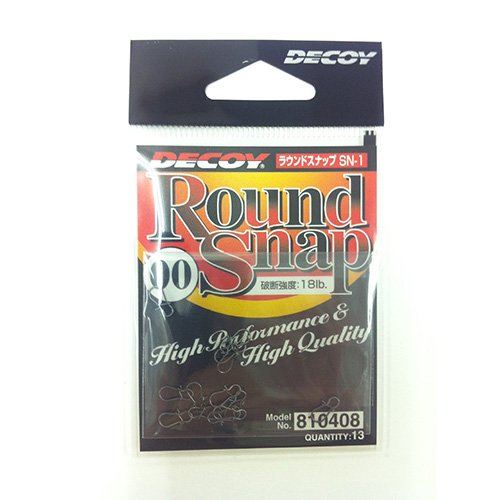 DECOY
DECOY
ラウンドスナップ SN-1
Round
Snap
00
破断強度:18lb.
High Performance &
High Quality
Model No. 810408
QUANTITY:13